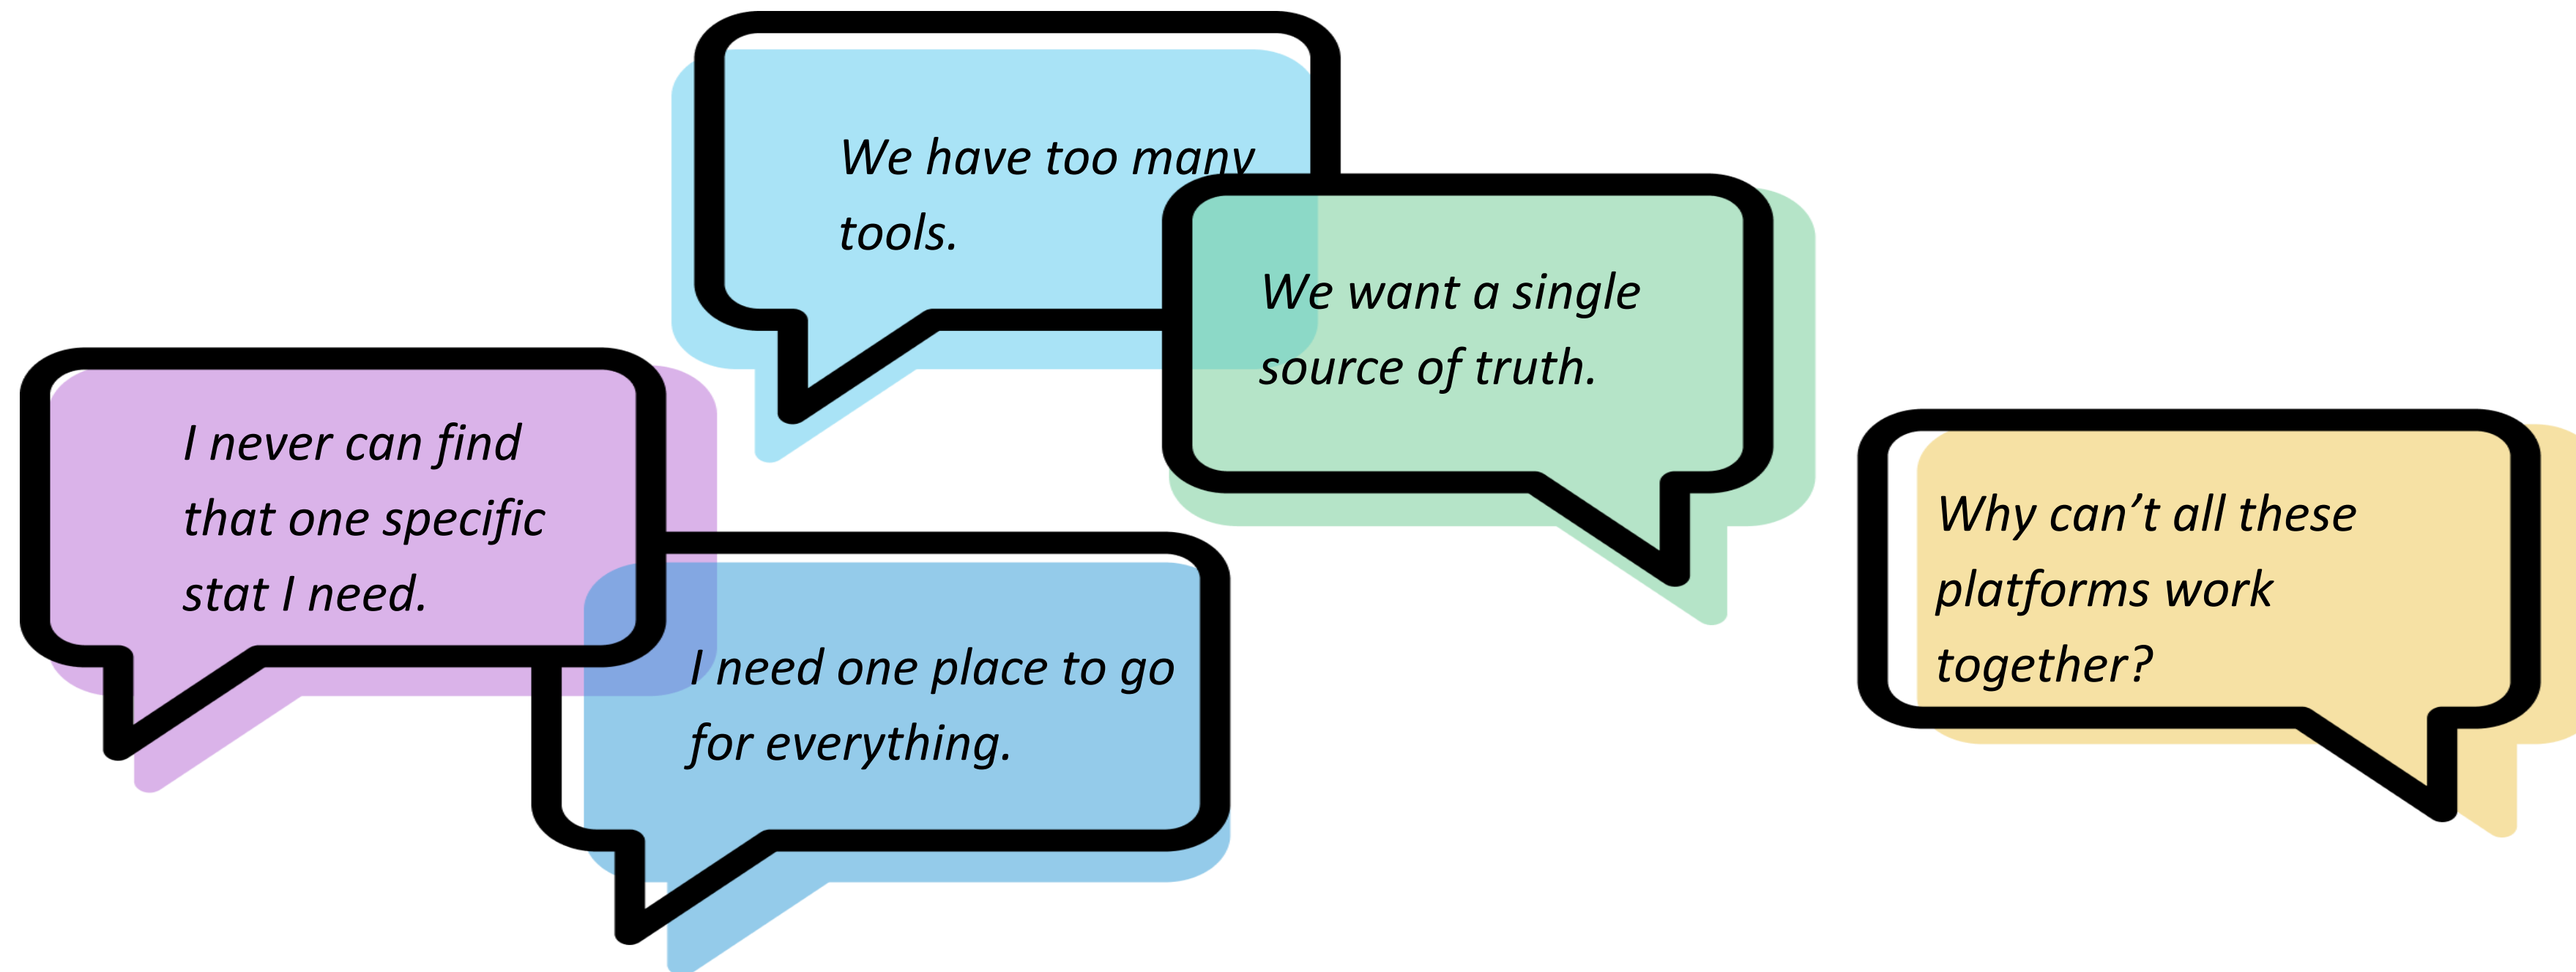 We have too many
tools.
We want a single
source of truth.
I never can find
that one specific
stat I need.
I need one place to go
for everything.
Why can’t all these
platforms work
together?